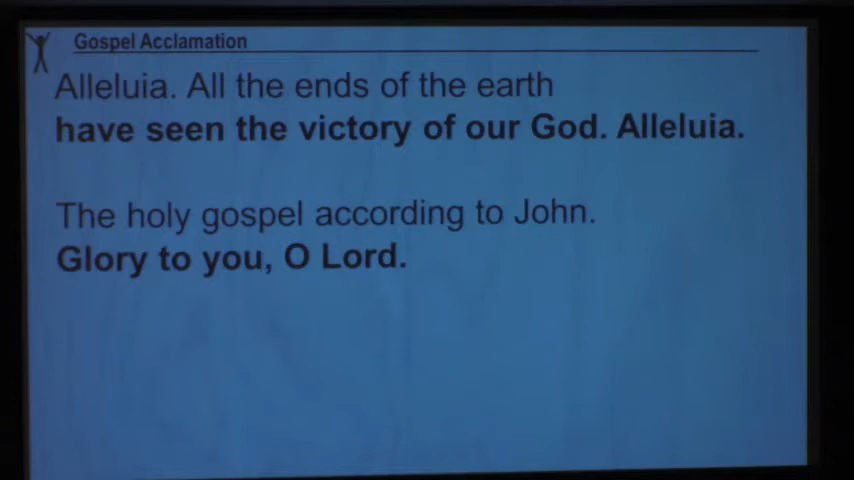 Gospel Acclamation
Alleluia. All the ends of the earth
have seen the victory of our God. Alleluia.
The holy gospel according to John.
Glory to you, O Lord.